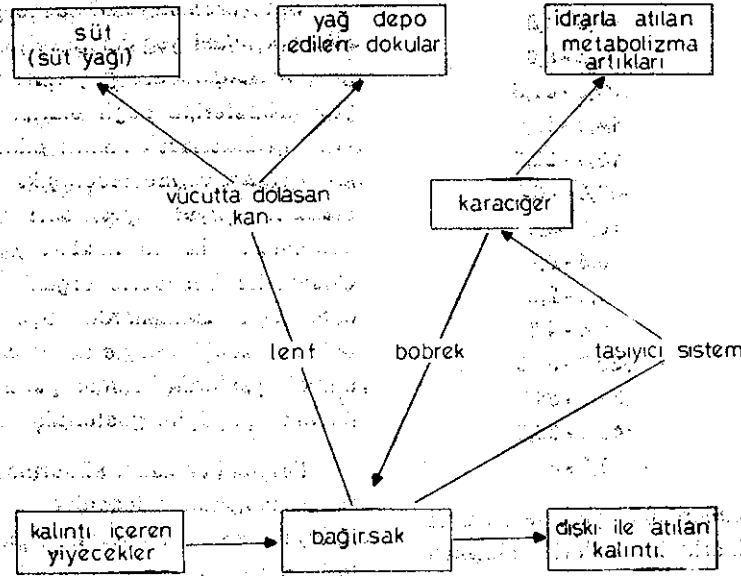 süt
(süt yağı)
yağ depo
edilen dokular
idrarla atılan
metabolizma
artıkları
vücutta dolaşan
kan
karaciğer
lenf
böbrek
taşıyıcı sistem
kalıntı içeren
yiyecekler
bağırsak
dışkı ile atılan
kalıntı